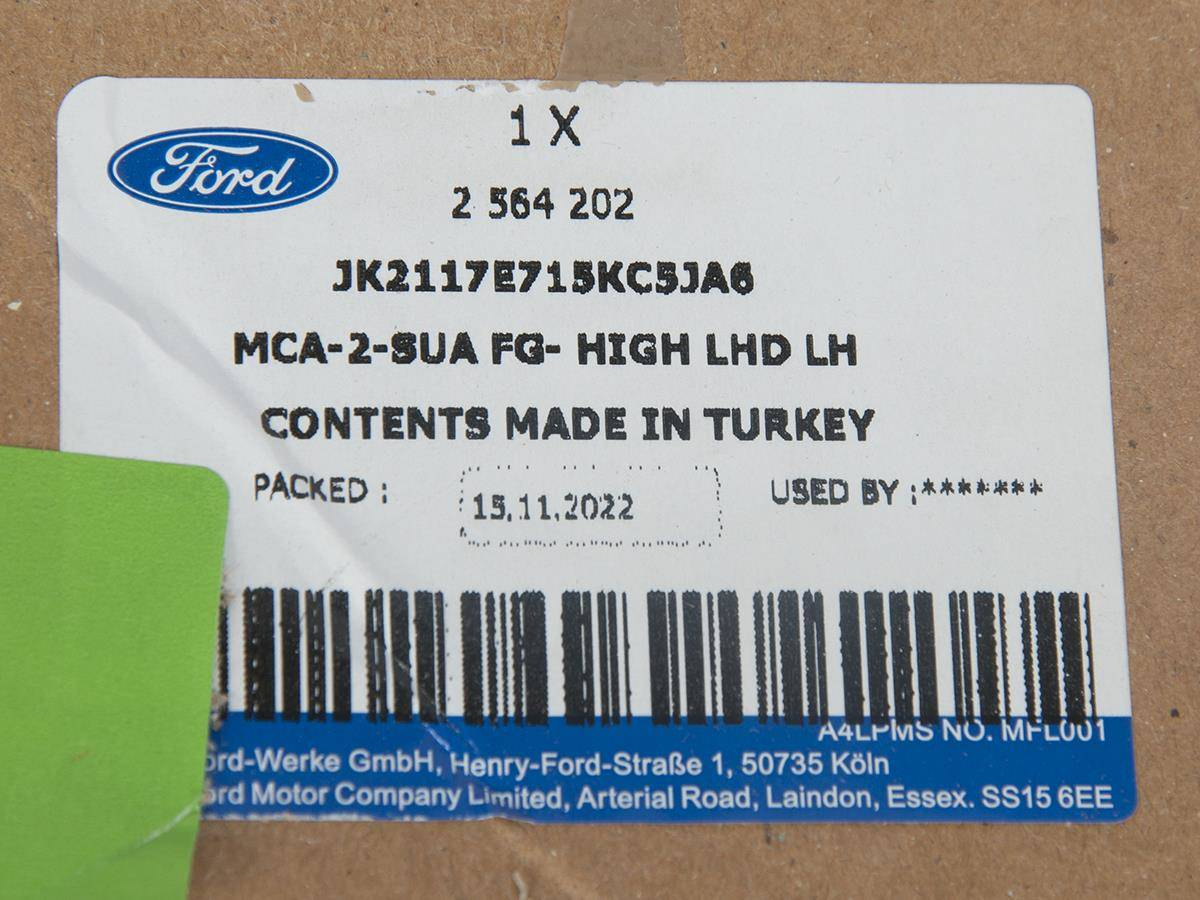 Ford
1 X
2 564 202
JK2117E715KC5JA6
MCA-2-SUA FG- HIGH LHD LH
CONTENTS MADE IN TURKEY
PACKED : 15.11.2022 USED BY :*******
A4LPMS NO. MFL001
ord-Werke GmbH, Henry-Ford-Straße 1, 50735 Köln
ord Motor Company Limited, Arterial Road, Laindon, Essex. SS15 6EE